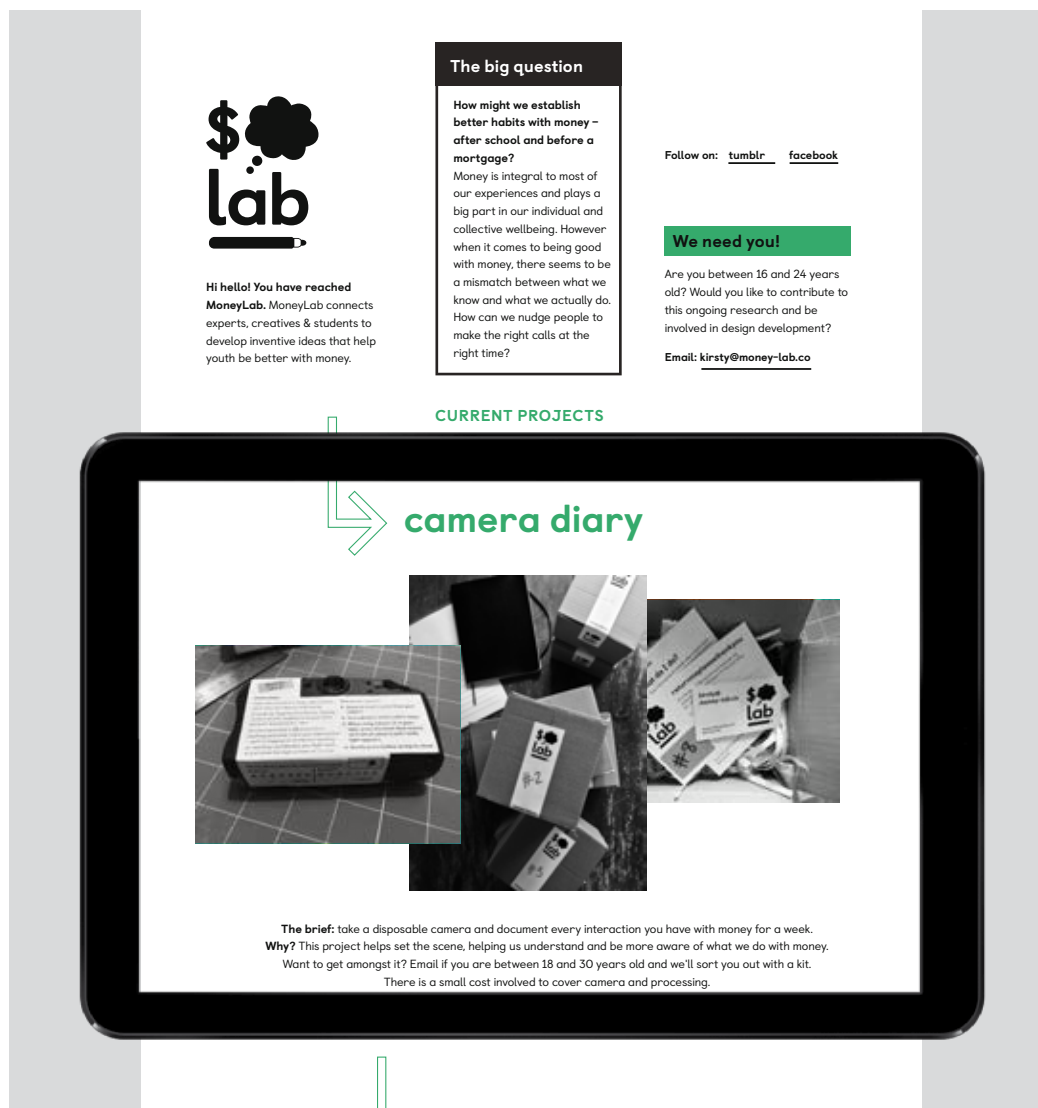 $
lab
Hi hello! You have reached
MoneyLab. MoneyLab connects
experts, creatives & students to
develop inventive ideas that help
youth be better with money.
The big question
How might we establish
better habits with money –
after school and before a
mortgage?
Money is integral to most of
our experiences and plays a
big part in our individual and
collective wellbeing. However
when it comes to being good
with money, there seems to be
a mismatch between what we
know and what we actually do.
How can we nudge people to
make the right calls at the
right time?
Follow on: tumblr facebook
We need you!
Are you between 16 and 24 years
old? Would you like to contribute to
this ongoing research and be
involved in design development?
Email: kirsty@money-lab.co
CURRENT PROJECTS
camera diary
$
lab
#2
$
lab
#5
do I do?
$
lab
lab
#8
The brief: take a disposable camera and document every interaction you have with money for a week.
Why? This project helps set the scene, helping us understand and be more aware of what we do with money.
Want to get amongst it? Email if you are between 18 and 30 years old and we'll sort you out with a kit.
There is a small cost involved to cover camera and processing.